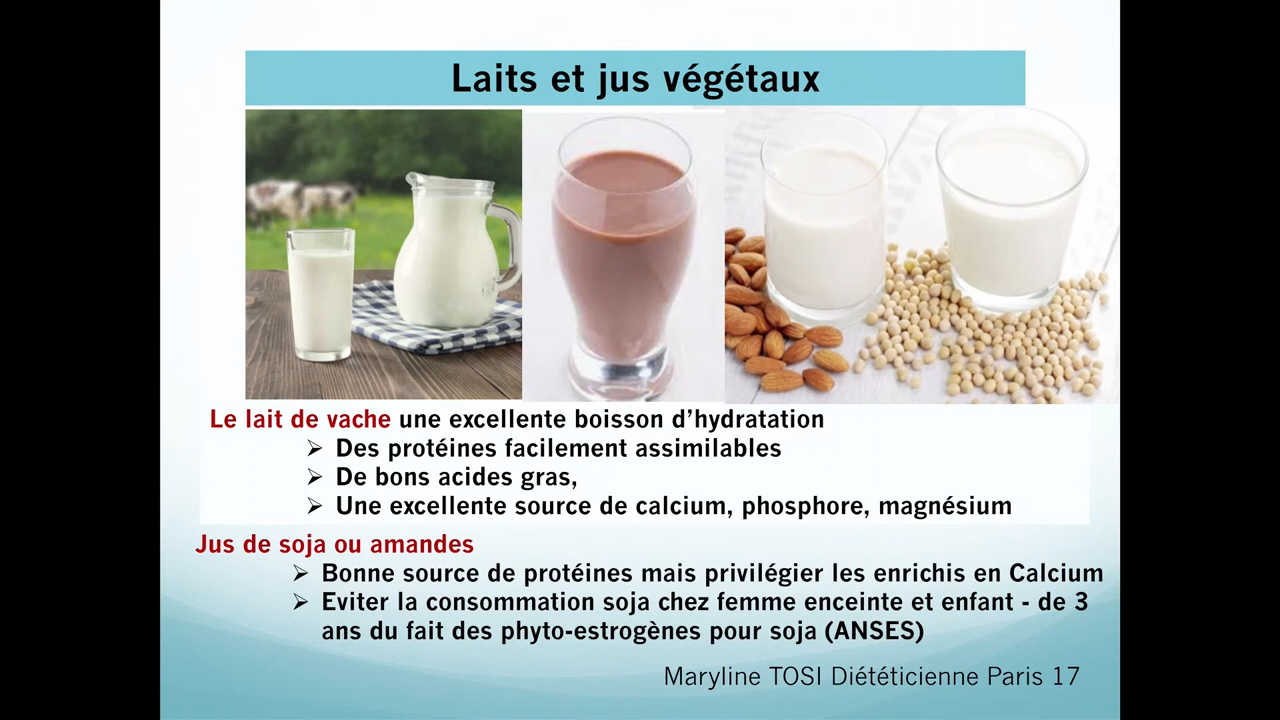 Laits et jus végétaux
Le lait de vache une excellente boisson d’hydratation
➢ Des protéines facilement assimilables
➢ De bons acides gras,
➢ Une excellente source de calcium, phosphore, magnésium
Jus de soja ou amandes
➢ Bonne source de protéines mais privilégier les enrichis en Calcium
➢ Eviter la consommation soja chez femme enceinte et enfant - de 3
ans du fait des phyto-estrogènes pour soja (ANSES)
Maryline TOSI Diététicienne Paris 17